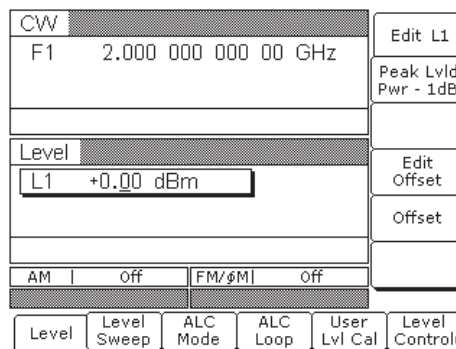 CW
F1 2.000 000 000 00 GHz
Level
L1 +0.00 dBm
AM | Off FM/ϕM| Off
Edit L1
Peak Lvld
Pwr - 1dB
Edit
Offset
Offset
Level
Level
Sweep
ALC
Mode
ALC
Loop
User
Lvl Cal
Level
Control